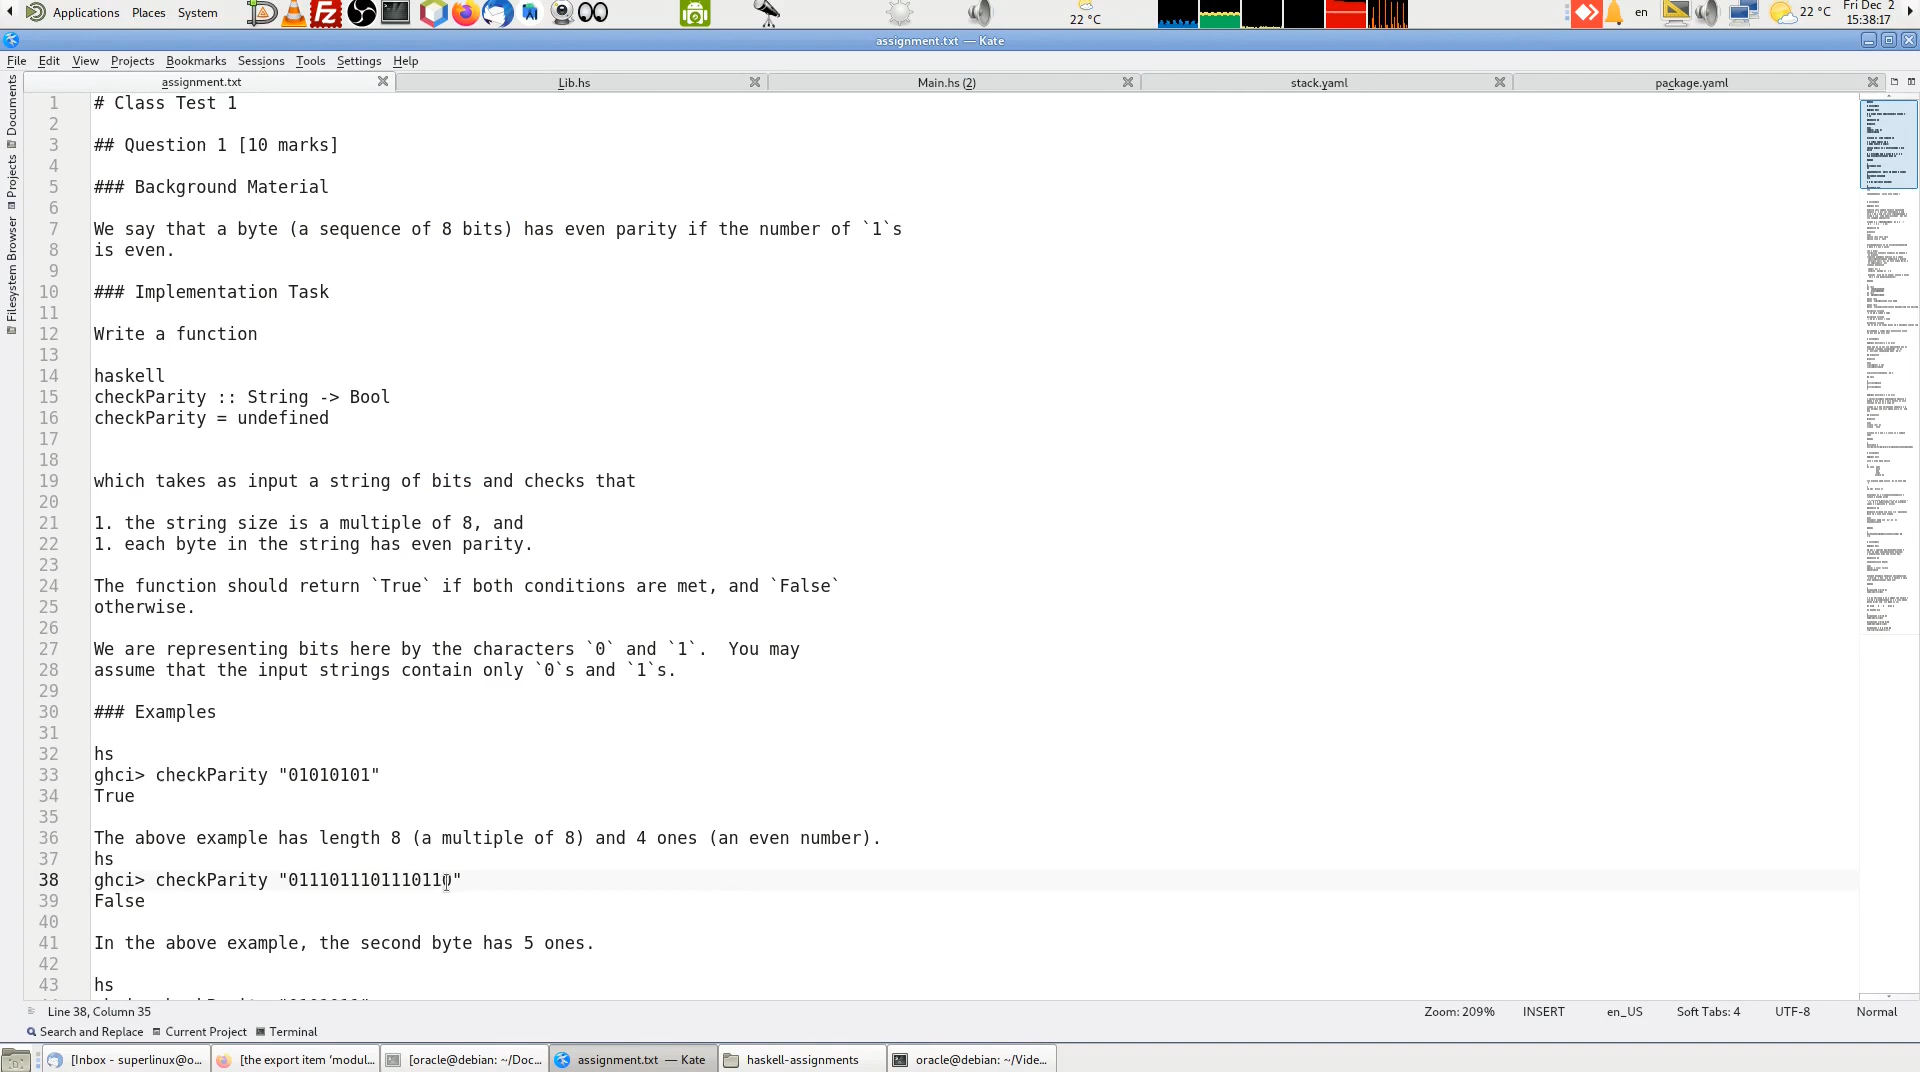 Applications Places System 22 °C en 22 °C Fri Dec 2
15:38:17
assignment.txt — Kate
File Edit View Projects Bookmarks Sessions Tools Settings Help
assignment.txt Lib.hs Main.hs (2) stack.yaml package.yaml
Documents
Projects
Filesystem Browser
1 # Class Test 1
2
3 ## Question 1 [10 marks]
4
5 ### Background Material
6
7 We say that a byte (a sequence of 8 bits) has even parity if the number of `1`s
8 is even.
9
10 ### Implementation Task
11
12 Write a function
13
14 haskell
15 checkParity :: String -> Bool
16 checkParity = undefined
17
18
19 which takes as input a string of bits and checks that
20
21 1. the string size is a multiple of 8, and
22 1. each byte in the string has even parity.
23
24 The function should return `True` if both conditions are met, and `False`
25 otherwise.
26
27 We are representing bits here by the characters `0` and `1`.  You may
28 assume that the input strings contain only `0`s and `1`s.
29
30 ### Examples
31
32 hs
33 ghci> checkParity "01010101"
34 True
35
36 The above example has length 8 (a multiple of 8) and 4 ones (an even number).
37 hs
38 ghci> checkParity "0111011101110110"
39 False
40
41 In the above example, the second byte has 5 ones.
42
43 hs
Line 38, Column 35 Zoom: 209% INSERT en_US Soft Tabs: 4 UTF-8 Normal
Search and Replace Current Project Terminal
[Inbox - superlinux@o... [the export item ‘modul... [oracle@debian: ~/Doc... assignment.txt — Kate haskell-assignments oracle@debian: ~/Vide...